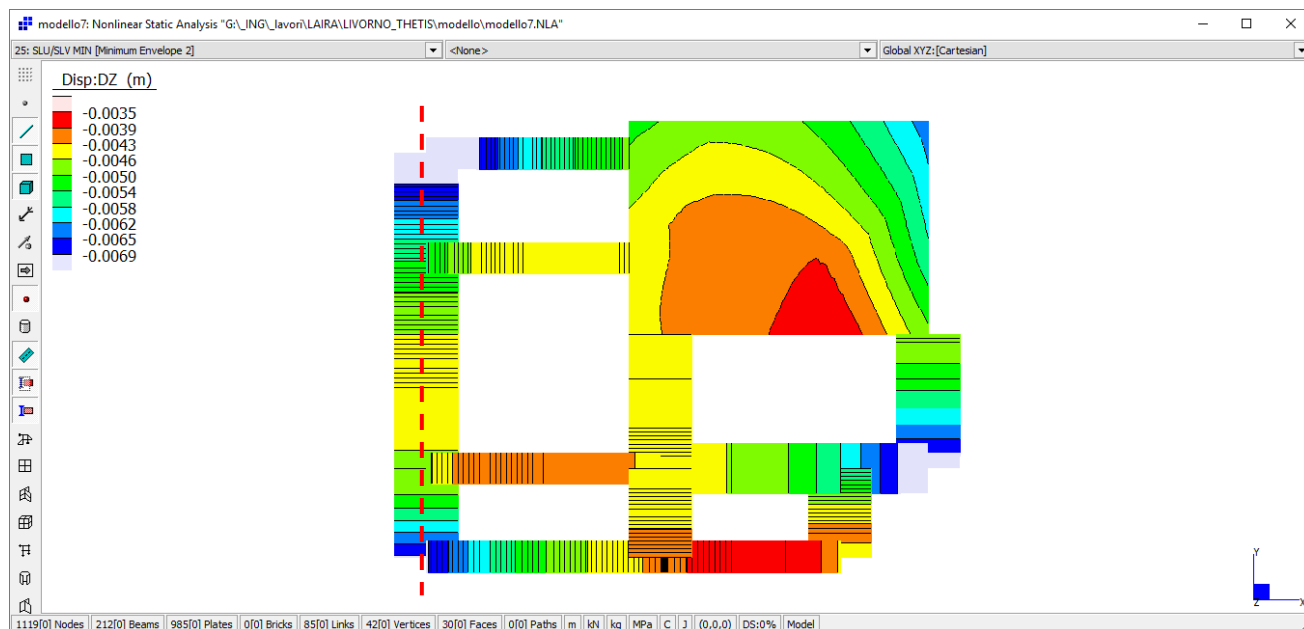 modello7: Nonlinear Static Analysis "G:\_ING\_lavori\LAIRA\LIVORNO_THETIS\modello\modello7.NLA"
25: SLU/SLV MIN [Minimum Envelope 2] <None> Global XYZ:[Cartesian]
Disp:DZ (m)
-0.0035
-0.0039
-0.0043
-0.0046
-0.0050
-0.0054
-0.0058
-0.0062
-0.0065
-0.0069
Y
Z X
1119[0] Nodes 212[0] Beams 985[0] Plates 0[0] Bricks 85[0] Links 42[0] Vertices 30[0] Faces 0[0] Paths m kN kg MPa C J (0,0,0) DS:0% Model